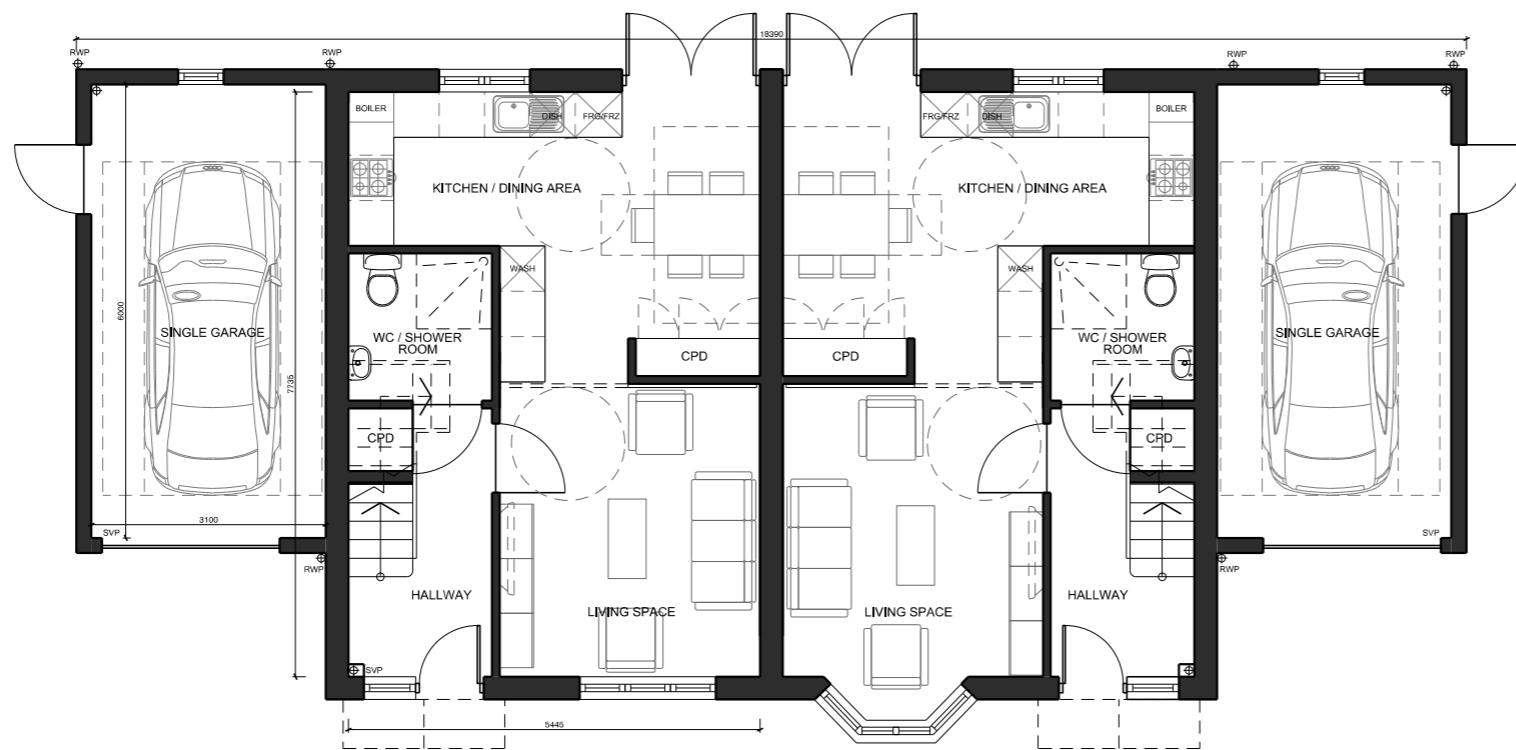 18390
RWP
RWP
RWP
RWP
BOILER
DISH
FRG/FRZ
FRG/FRZ
DISH
BOILER
KITCHEN / DINING AREA
KITCHEN / DINING AREA
WASH
WASH
6000
SINGLE GARAGE
WC / SHOWER
ROOM
WC / SHOWER
ROOM
SINGLE GARAGE
CPD
CPD
7735
CPD
CPD
3100
SVP
SVP
RWP
RWP
HALLWAY
LIVING SPACE
LIVING SPACE
HALLWAY
SVP
5445